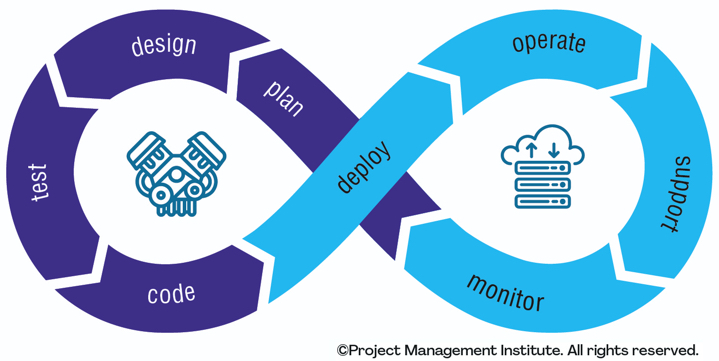 design
operate
plan
deploy
test
support
code
monitor
©Project Management Institute. All rights reserved.